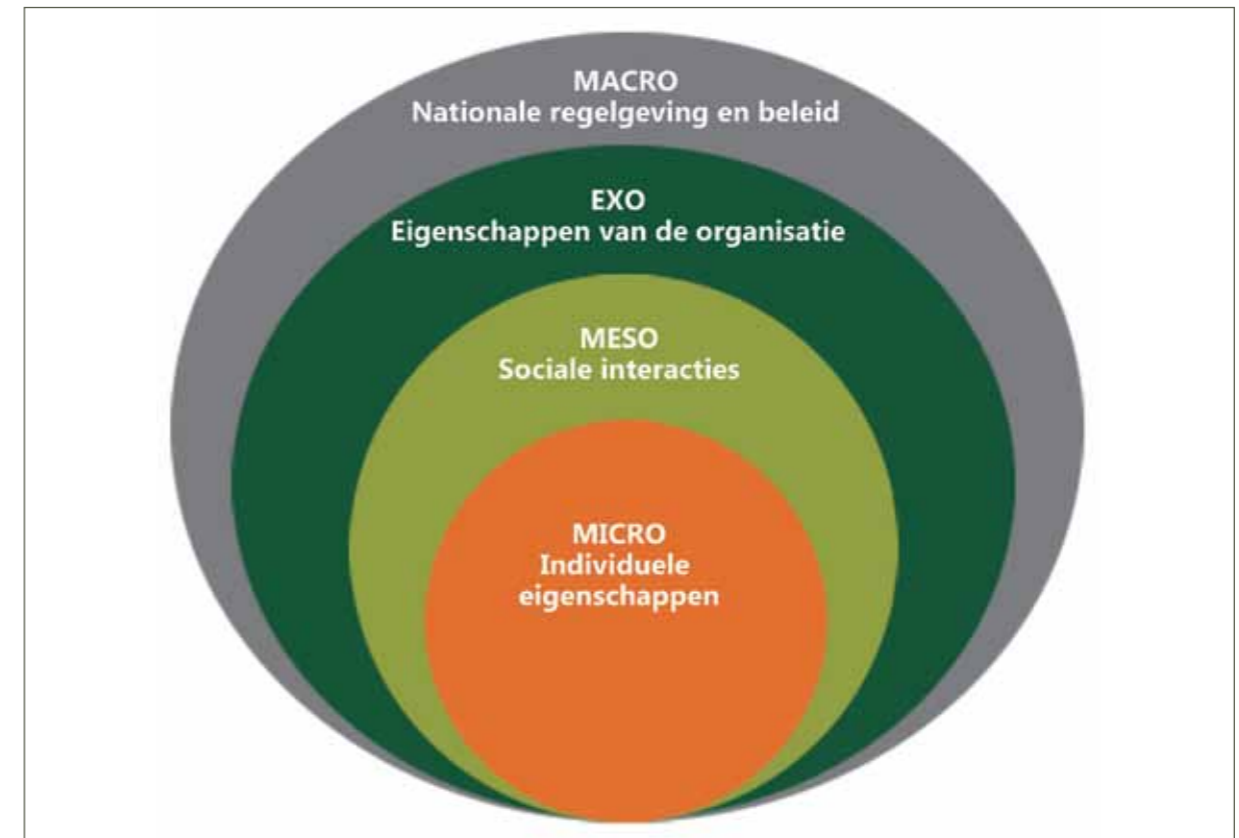 MACRO
Nationale regelgeving en beleid
EXO
Eigenschappen van de organisatie
MESO
Sociale interacties
MICRO
Individuele
eigenschappen